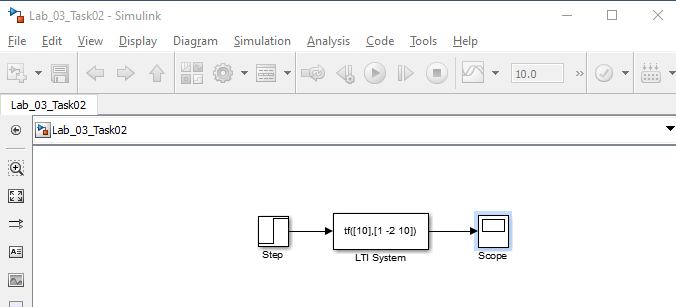 Lab_03_Task02 - Simulink
File Edit View Display Diagram Simulation Analysis Code Tools Help
10.0 »
Lab_03_Task02
Lab_03_Task02
tf([10],[1 -2 10])
Step LTI System Scope